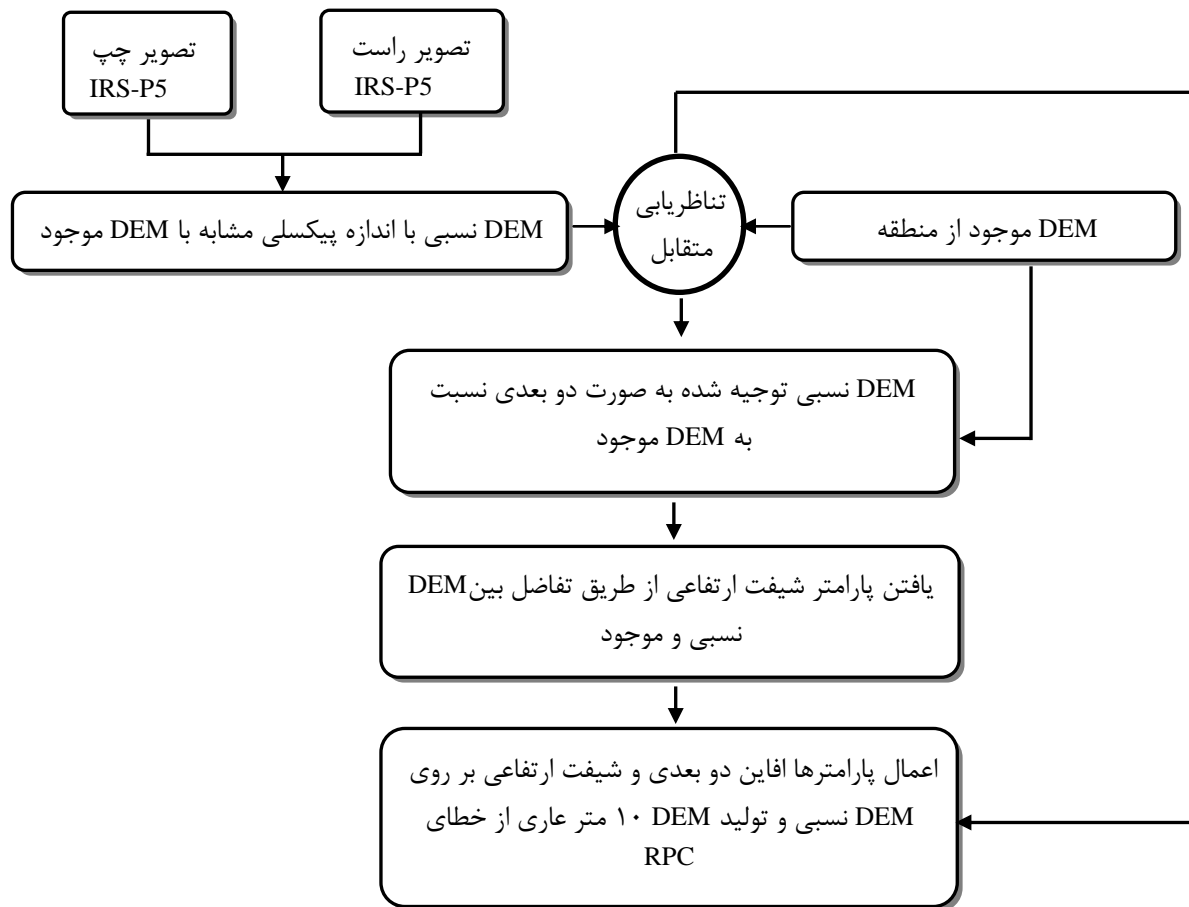 تصویر راست
IRS-P5
تصویر چپ
IRS-P5
تناظریابی
متقابل
DEM موجود از منطقه
DEM نسبی با اندازه پیکسلی مشابه با DEM موجود
DEM نسبی توجیه شده به صورت دو بعدی نسبت
به DEM موجود
یافتن پارامتر شیفت ارتفاعی از طریق تفاضل بین DEM
نسبی و موجود
اعمال پارامترها افاین دو بعدی و شیفت ارتفاعی بر روی
DEM نسبی و تولید DEM ۱۰ متر عاری از خطای
RPC